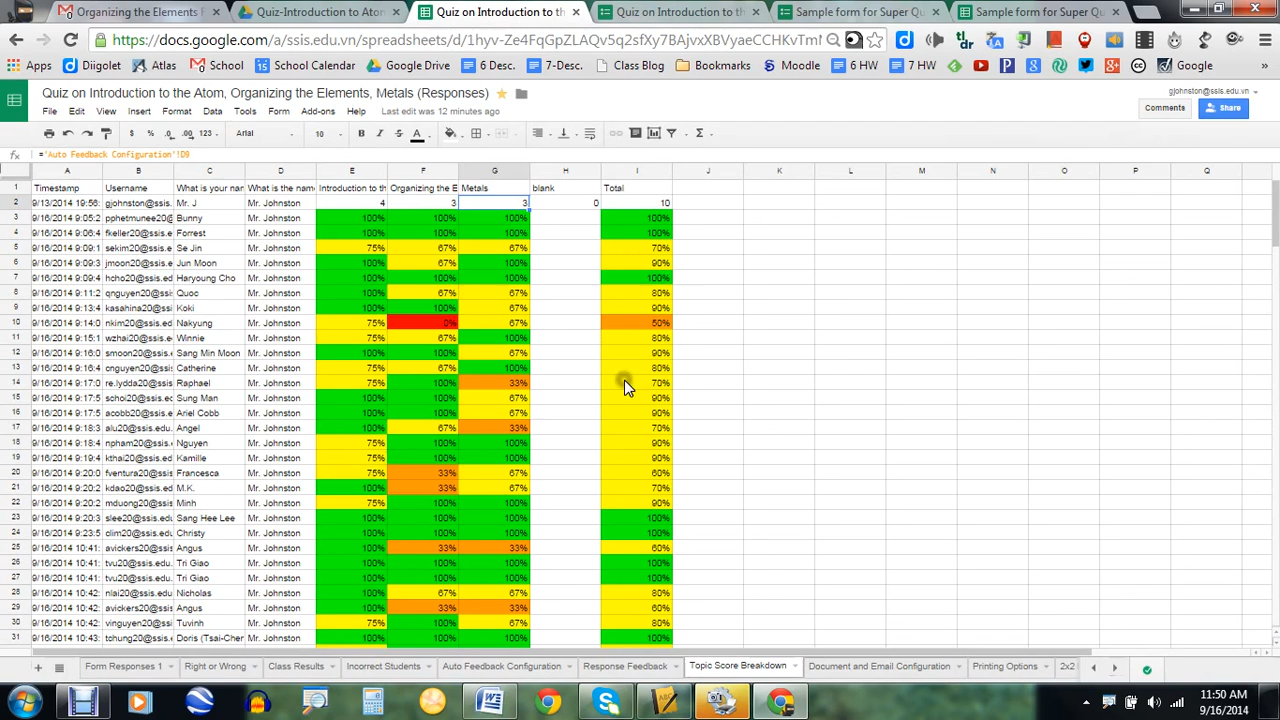 Organizing the Elements F
Quiz-Introduction to Atom
Quiz on Introduction to th
Quiz on Introduction to th
Sample form for Super Qu
Sample form for Super Qu
https://docs.google.com/a/ssis.edu.vn/spreadsheets/d/1hyv-Ze4FqGpZLAQv5q2sfXy7BAjvxRV/yaeCCHKvTm
Apps Diigolet Atlas School School Calendar Google Drive 6 Desc. 7-Desc. Class Blog Bookmarks Moodle 6 HW 7 HW Google
Quiz on Introduction to the Atom, Organizing the Elements, Metals (Responses)
gjohnston@ssis.edu.vn
File Edit View Insert Format Data Tools Form Add-ons Help Last edit was 12 minutes ago
Comments Share
$ % .0 .00 123 Arial 10 B I S A
fx ='Auto Feedback Configuration'!D9
A B C D E F G H I J K L M N O P Q
1 Timestamp Username What is your nar What is the name Introduction to th Organizing the E Metals blank Total
2 9/13/2014 19:56: gjohnston@ssis Mr. J Mr. Johnston 4 3 3 0 10
3 9/16/2014 9:05:2 pphetmunee20@ Bunny Mr. Johnston 100% 100% 100% 100%
4 9/16/2014 9:06:4 fkeller20@ssis.ed Forrest Mr. Johnston 100% 100% 100% 100%
5 9/16/2014 9:09:1 sekim20@ssis.ed Se Jin Mr. Johnston 75% 67% 67% 70%
6 9/16/2014 9:09:3 jmoon20@ssis.ed Jun Moon Mr. Johnston 100% 67% 100% 90%
7 9/16/2014 9:09:4 hcho20@ssis.edu Haryoung Cho Mr. Johnston 100% 100% 100% 100%
8 9/16/2014 9:11:2 qnguyen20@ssis Quoc Mr. Johnston 100% 67% 67% 80%
9 9/16/2014 9:13:4 kasahina20@ssis Koki Mr. Johnston 100% 100% 67% 90%
10 9/16/2014 9:14:0 nkim20@ssis.edu Nakyung Mr. Johnston 75% 0% 67% 50%
11 9/16/2014 9:15:1 wzhai20@ssis.ed Winnie Mr. Johnston 75% 67% 100% 80%
12 9/16/2014 9:16:0 smoon20@ssis.e Sang Min Moon Mr. Johnston 100% 100% 67% 90%
13 9/16/2014 9:16:4 cnguyen20@ssis Catherine Mr. Johnston 75% 67% 100% 80%
14 9/16/2014 9:17:0 re.lydda20@ssis Raphael Mr. Johnston 75% 100% 33% 70%
15 9/16/2014 9:17:5 schoi20@ssis.ed Sung Man Mr. Johnston 100% 100% 67% 90%
16 9/16/2014 9:17:5 acobb20@ssis.ed Ariel Cobb Mr. Johnston 100% 100% 67% 90%
17 9/16/2014 9:18:3 alu20@ssis.edu Angel Mr. Johnston 100% 67% 33% 70%
18 9/16/2014 9:18:4 npham20@ssis.e Nguyen Mr. Johnston 75% 100% 100% 90%
19 9/16/2014 9:19:4 kthai20@ssis.edu Kamille Mr. Johnston 75% 100% 100% 90%
20 9/16/2014 9:20:0 fventura20@ssis Francesca Mr. Johnston 75% 33% 67% 60%
21 9/16/2014 9:20:2 kdao20@ssis.ed M.K. Mr. Johnston 100% 33% 67% 70%
22 9/16/2014 9:20:2 mduong20@ssis Minh Mr. Johnston 75% 100% 100% 90%
23 9/16/2014 9:20:3 slee20@ssis.edu Sang Hee Lee Mr. Johnston 100% 100% 100% 100%
24 9/16/2014 9:23:5 clim20@ssis.edu Christy Mr. Johnston 100% 100% 100% 100%
25 9/16/2014 10:41: avickers20@ssis Angus Mr. Johnston 100% 33% 33% 60%
26 9/16/2014 10:41: tvu20@ssis.edu. Tri Giao Mr. Johnston 100% 100% 100% 100%
27 9/16/2014 10:41: tvu20@ssis.edu. Tri Giao Mr. Johnston 100% 100% 100% 100%
28 9/16/2014 10:42: nlai20@ssis.edu Nicholas Mr. Johnston 100% 67% 67% 80%
29 9/16/2014 10:42: avickers20@ssis Angus Mr. Johnston 100% 33% 33% 60%
30 9/16/2014 10:42: vinguyen20@ssis Tuvinh Mr. Johnston 75% 100% 67% 80%
31 9/16/2014 10:43: tchung20@ssis.e Doris (Tsai-Cher Mr. Johnston 100% 100% 100% 100%
Form Responses 1 Right or Wrong Class Results Incorrect Students Auto Feedback Configuration Response Feedback Topic Score Breakdown Document and Email Configuration Printing Options 2x2
11:50 AM
9/16/2014